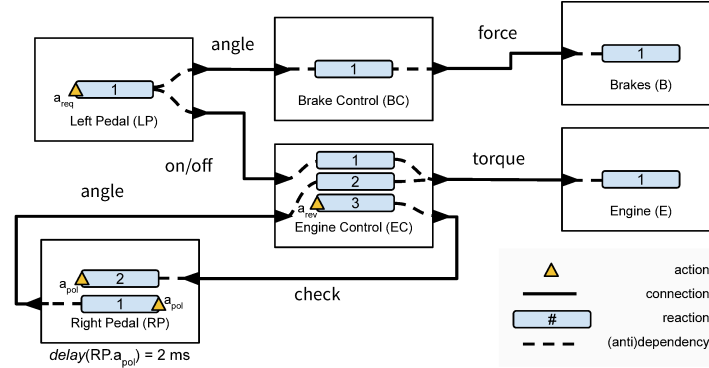 angle
force
1
1
1
a_req
Left Pedal (LP)
Brake Control (BC)
Brakes (B)
on/off
torque
1
2
3
a_rev
Engine Control (EC)
1
Engine (E)
angle
2
a_pol
1
a_pol
Right Pedal (RP)
check
delay(RP.a_pol) = 2 ms
action
connection
# reaction
(anti)dependency